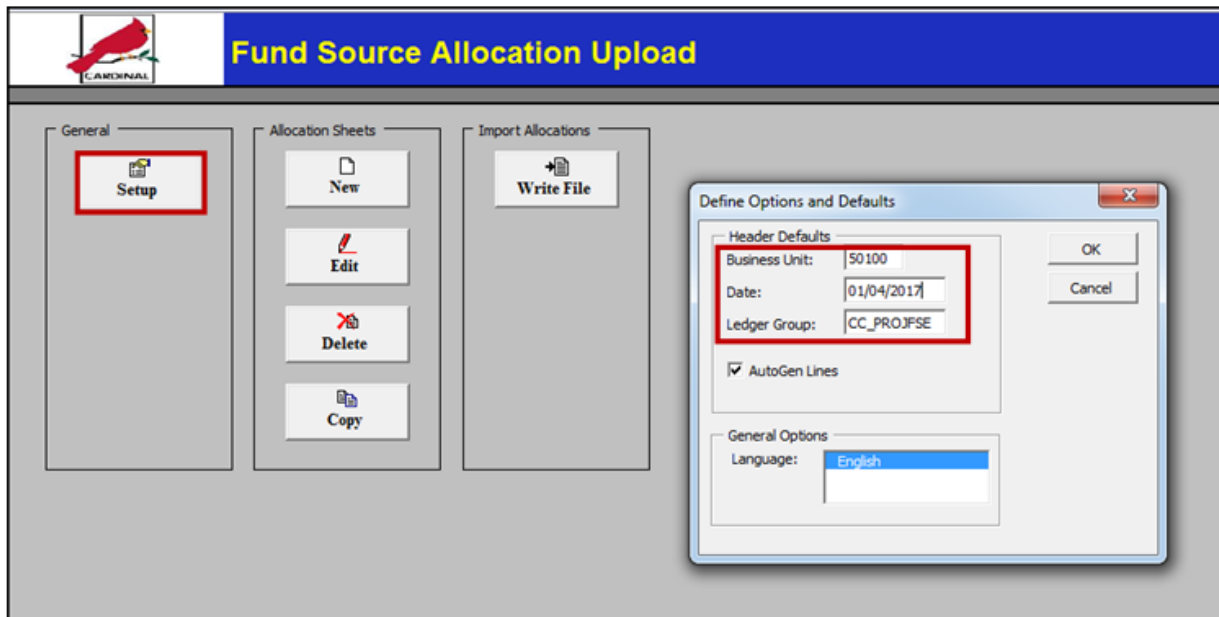 CARDINAL
Fund Source Allocation Upload
General
Setup
Allocation Sheets
New
Edit
Delete
Copy
Import Allocations
Write File
Define Options and Defaults
Header Defaults
Business Unit: 50100
Date: 01/04/2017
Ledger Group: CC_PROJFSE
AutoGen Lines
General Options
Language: English
OK
Cancel